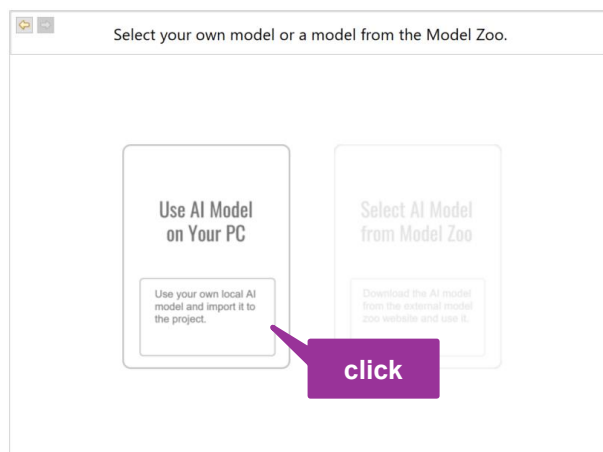 Select your own model or a model from the Model Zoo.
Use AI Model
on Your PC
Use your own local AI
model and import it to
the project.
Select AI Model
from Model Zoo
Download the AI model
from the external model
zoo website and use it.
click